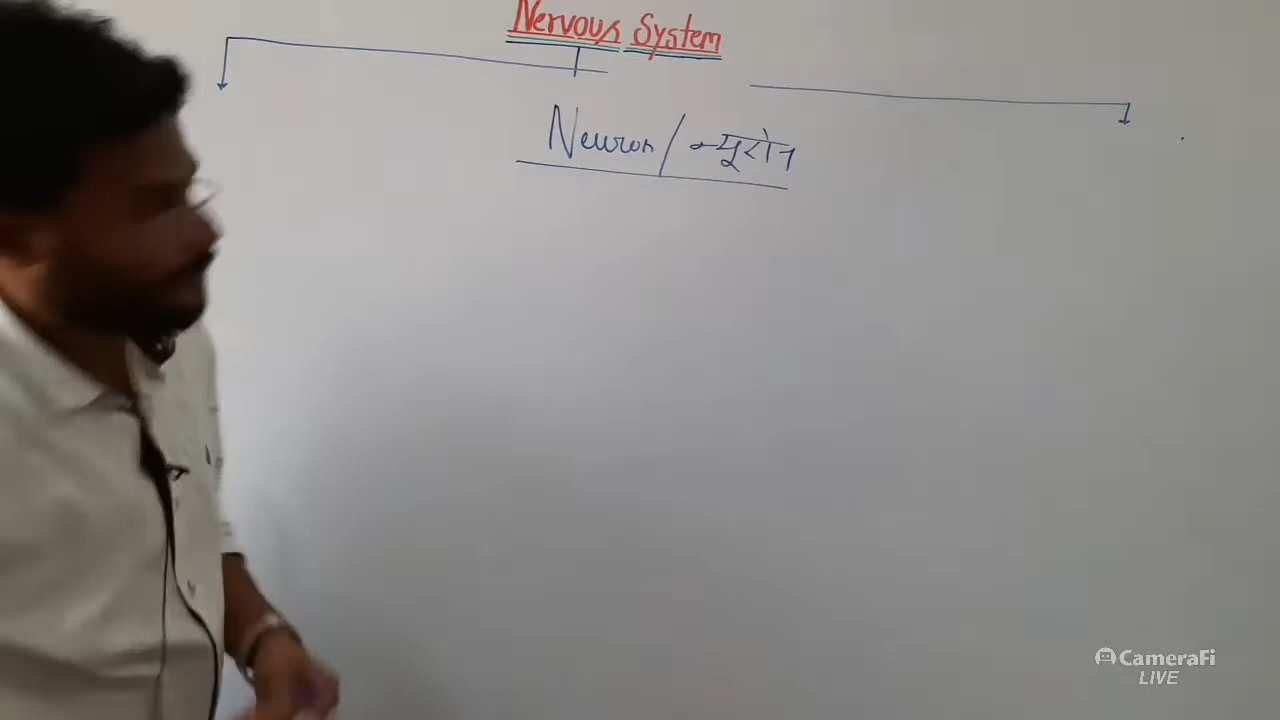 Nervous System
Neuron / न्यूरोन
CameraFi
LIVE